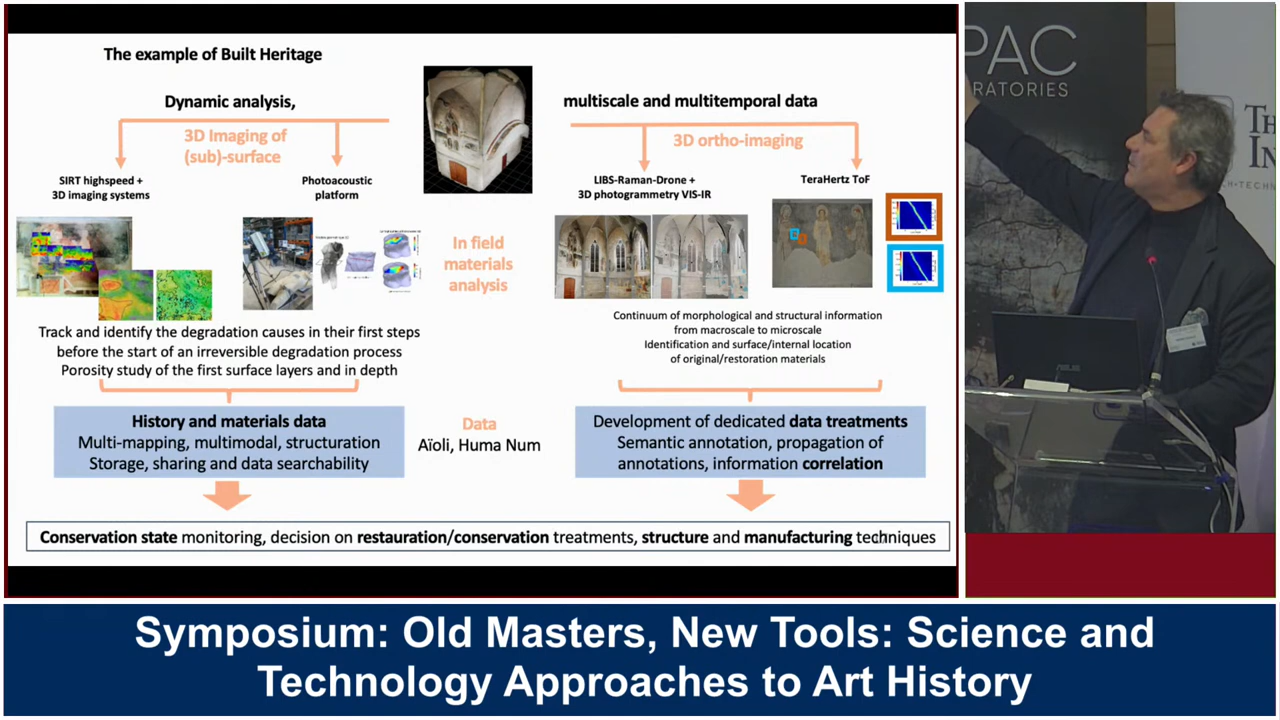 The example of Built Heritage
Dynamic analysis,
multiscale and multitemporal data
3D Imaging of
(sub)-surface
3D ortho-imaging
SIRT highspeed +
3D imaging systems
Photoacoustic
platform
LIBS-Raman-Drone +
3D photogrammetry VIS-IR
TeraHertz ToF
In field
materials
analysis
Track and identify the degradation causes in their first steps
before the start of an irreversible degradation process
Porosity study of the first surface layers and in depth
Continuum of morphological and structural information
from macroscale to microscale
Identification and surface/internal location
of original/restoration materials
History and materials data
Multi-mapping, multimodal, structuration
Storage, sharing and data searchability
Data
Aïoli, Huma Num
Development of dedicated data treatments
Semantic annotation, propagation of
annotations, information correlation
Conservation state monitoring, decision on restauration/conservation treatments, structure and manufacturing techniques
PAC
RATORIES
Th
In
ASUS
Symposium: Old Masters, New Tools: Science and
Technology Approaches to Art History